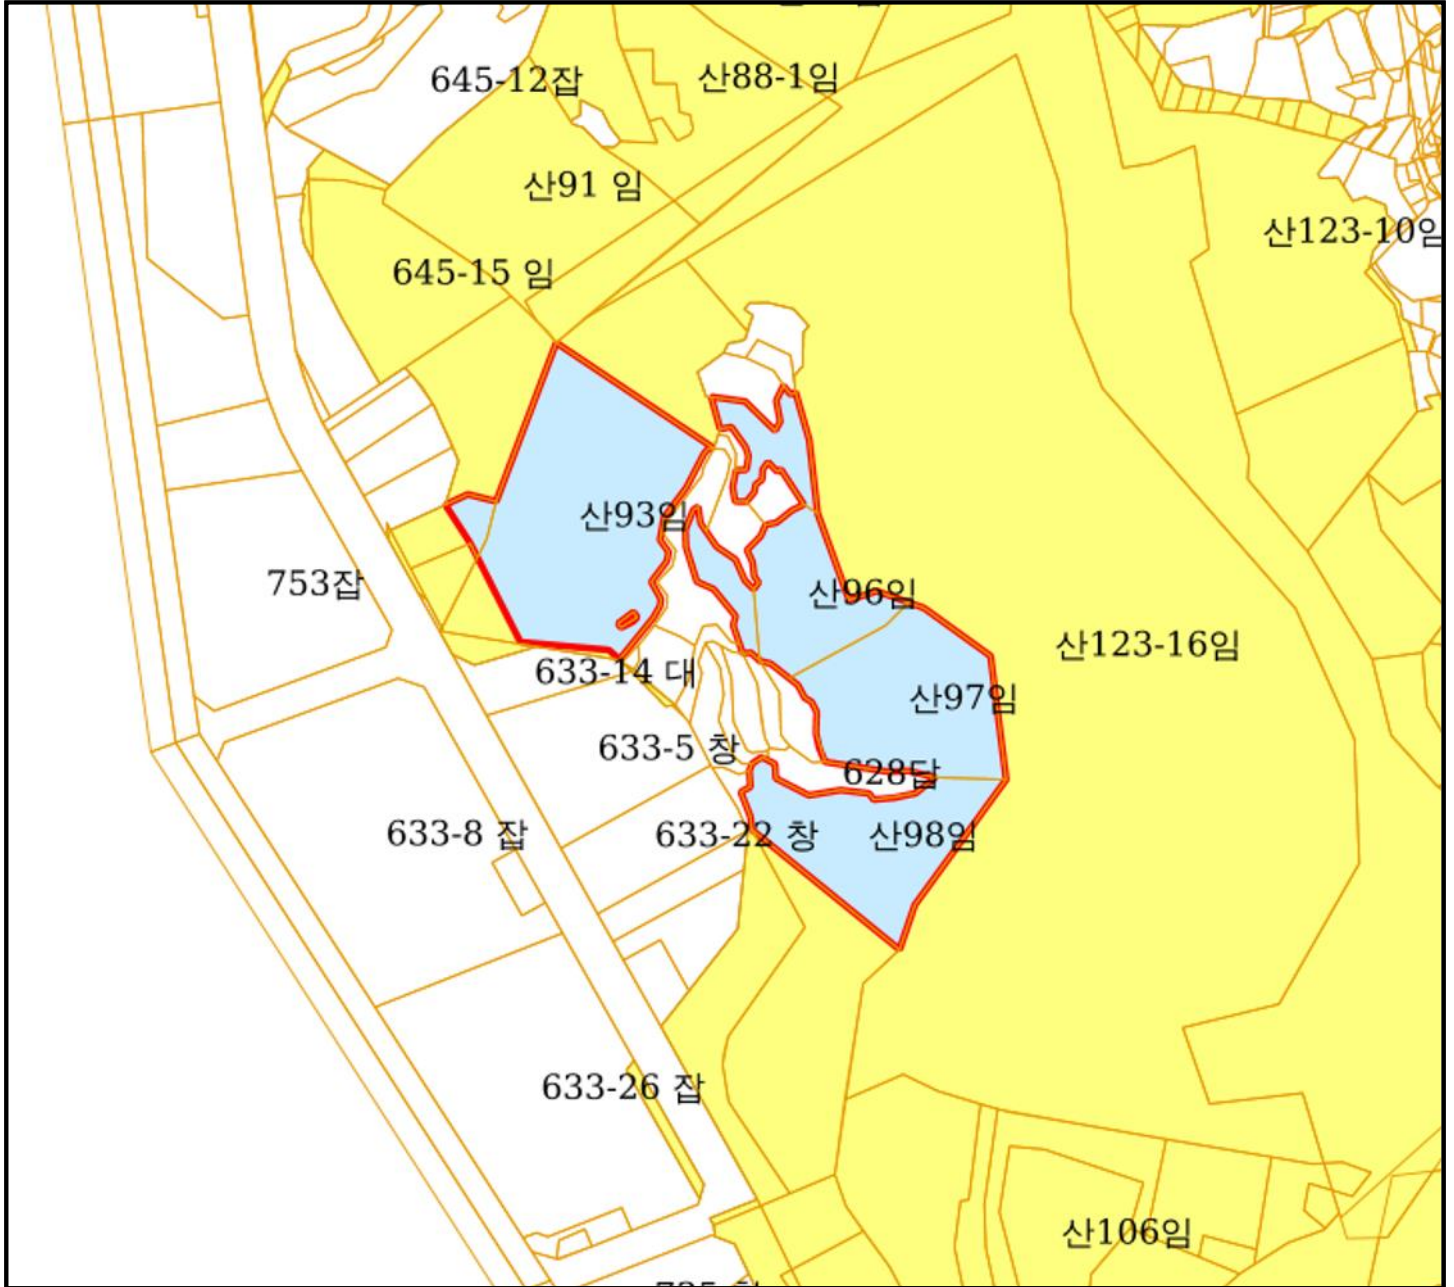 645-12잡
산88-1임
산91 임
산123-10임
645-15 임
산93임
753잡
산96임
산123-16임
633-14 대
산97임
633-5 창
628답
633-8 잡
633-22 창
산98임
633-26 잡
산106임